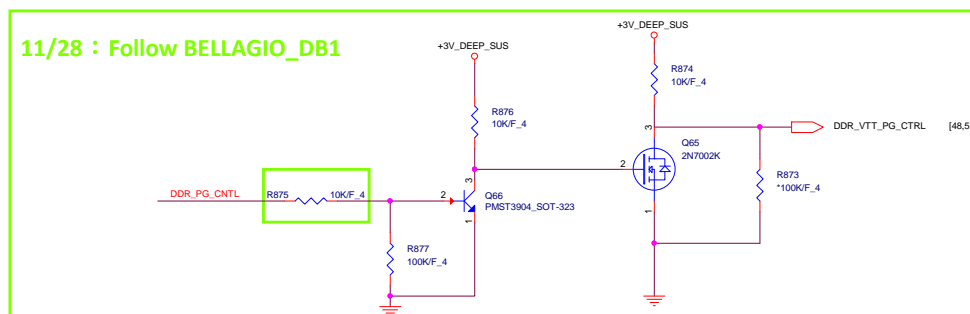 11/28：Follow BELLAGIO_DB1
+3V_DEEP_SUS
+3V_DEEP_SUS
R874
10K/F_4
R876
10K/F_4
3
DDR_VTT_PG_CTRL [48,5
Q65
2N7002K
2
R873
*100K/F_4
3
DDR_PG_CNTL
R875 10K/F_4
2
Q66
PMST3904_SOT-323
1
1
R877
100K/F_4